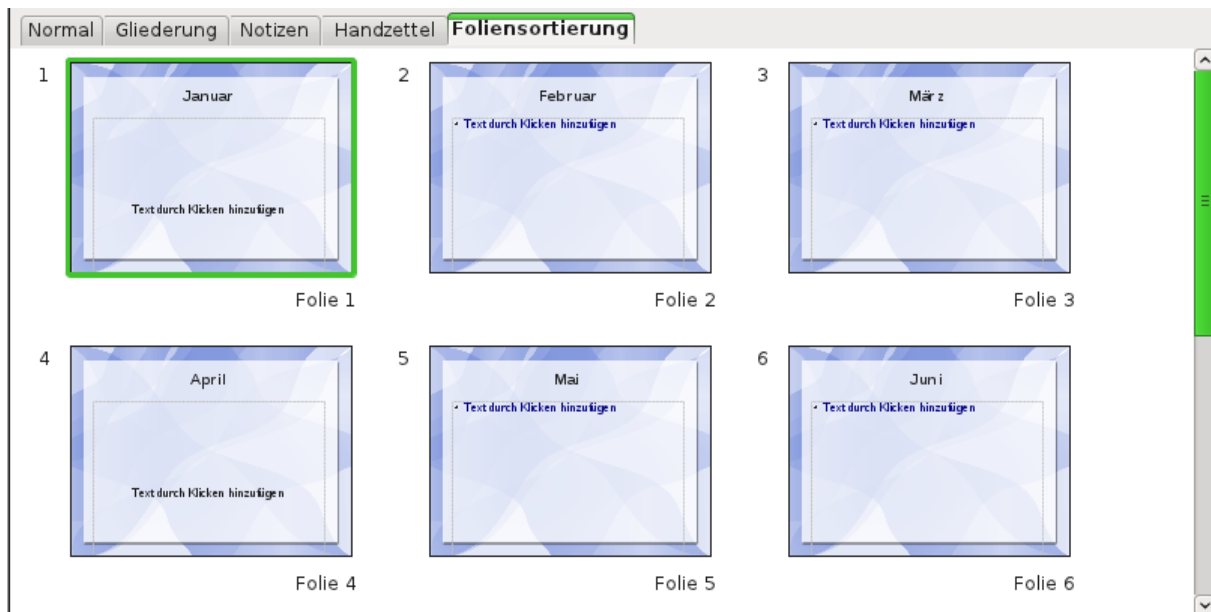 Normal Gliederung Notizen Handzettel Foliensortierung
1
Januar
Text durch Klicken hinzufügen
Folie 1
2
Februar
Text durch Klicken hinzufügen
Folie 2
3
März
Text durch Klicken hinzufügen
Folie 3
4
April
Text durch Klicken hinzufügen
Folie 4
5
Mai
Text durch Klicken hinzufügen
Folie 5
6
Juni
Text durch Klicken hinzufügen
Folie 6